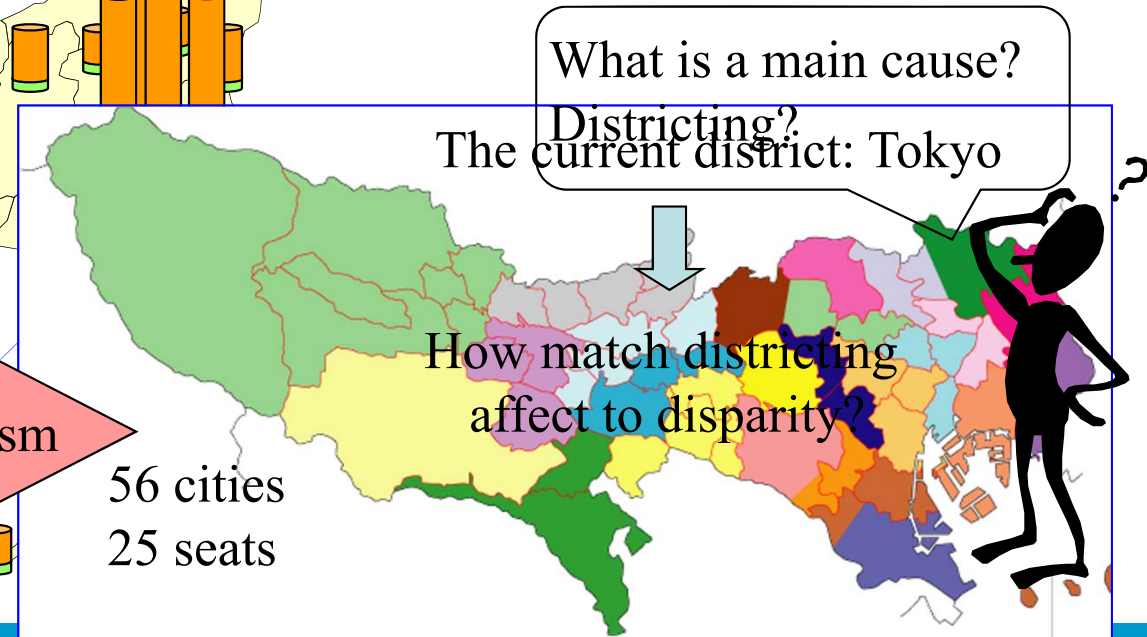 What is a main cause?
Districting?
The current district: Tokyo
How match districting
affect to disparity?
sm
56 cities
25 seats
?